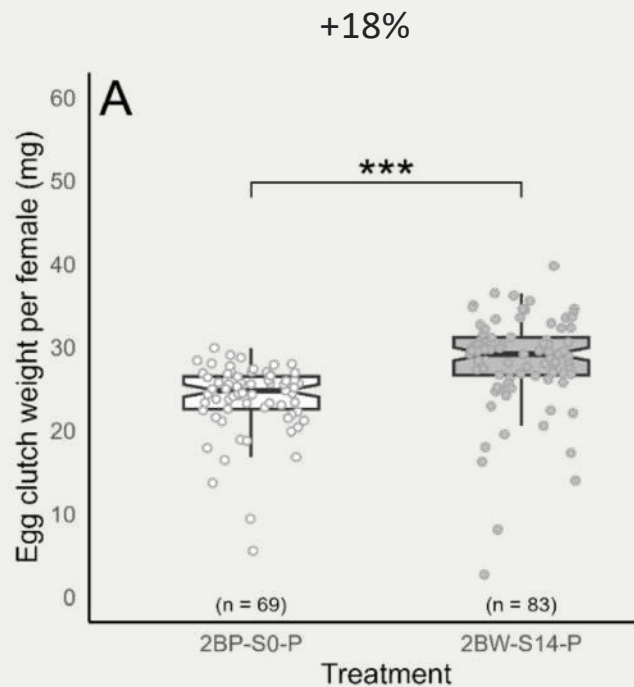 +18%
A
Egg clutch weight per female (mg)
60
50
40
30
20
10
0
***
(n = 69)
(n = 83)
2BP-S0-P
2BW-S14-P
Treatment